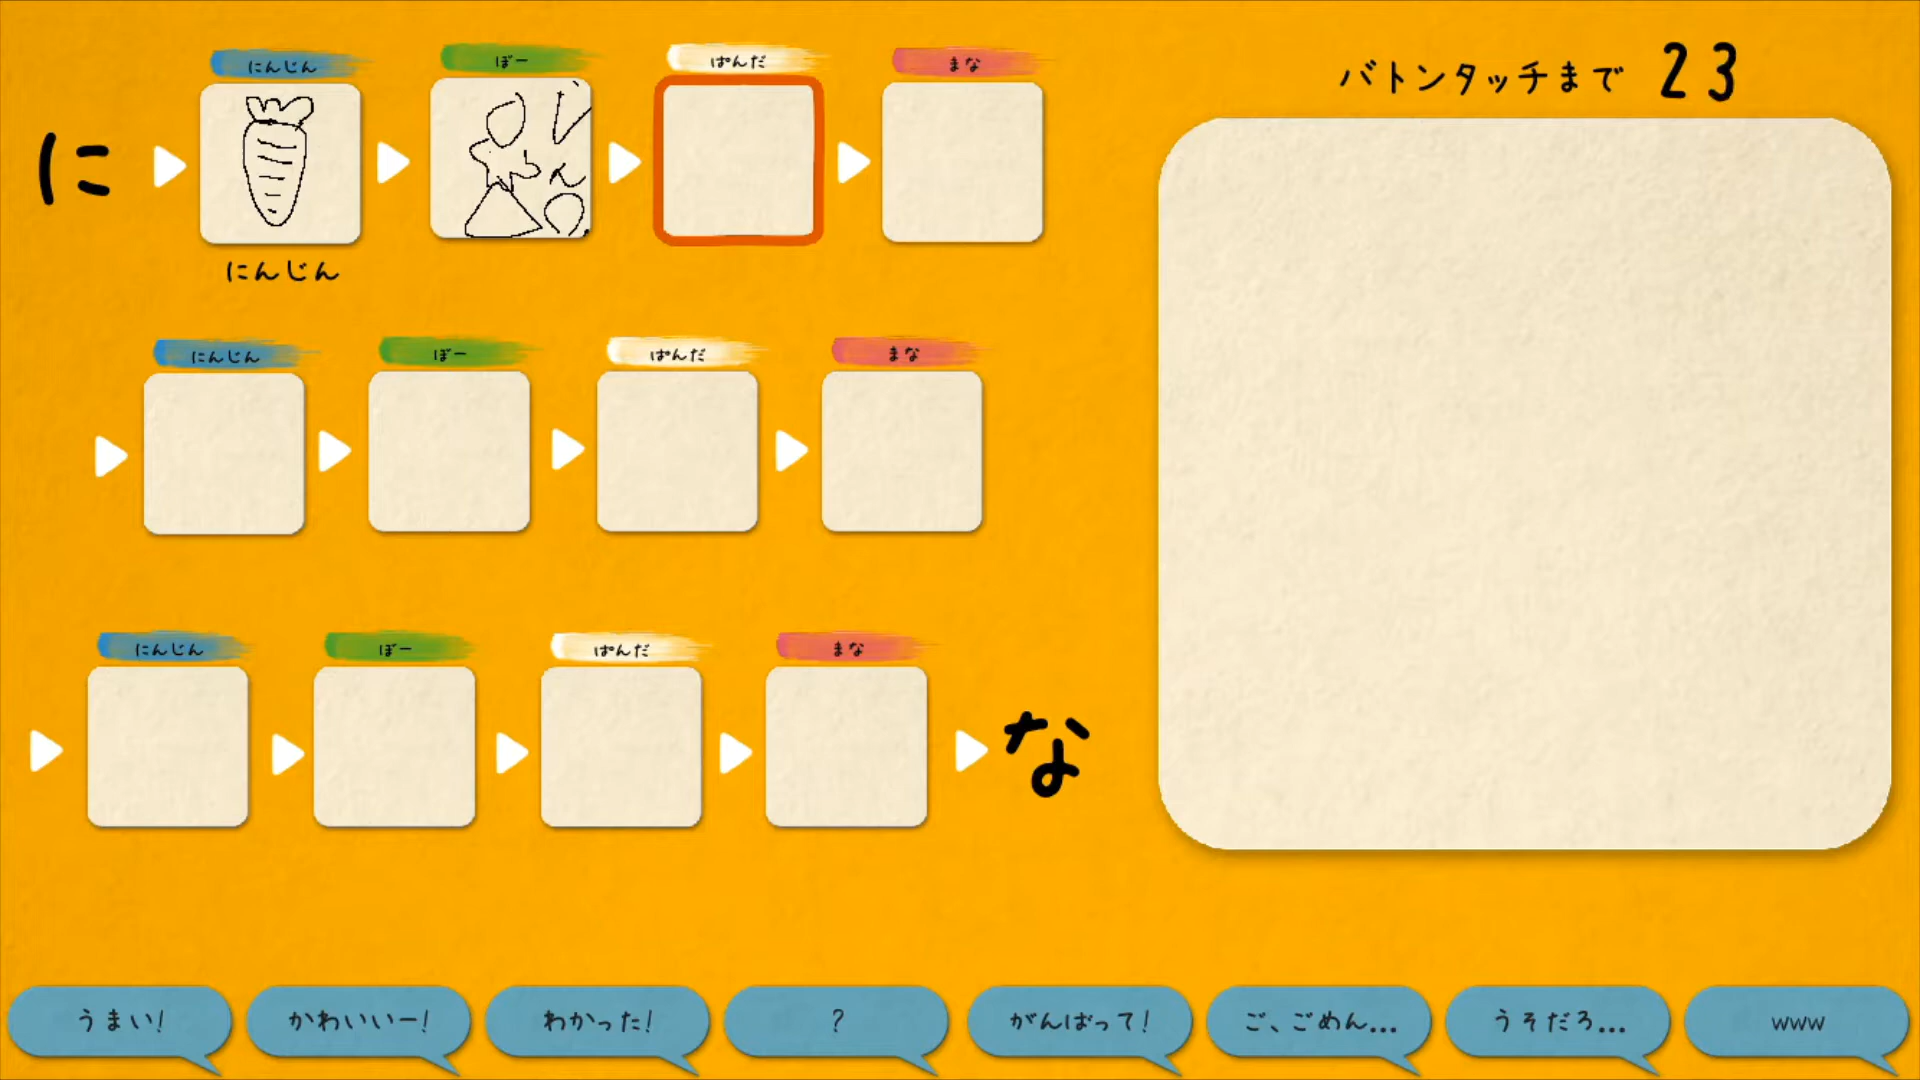 にんじん
ぼー
ぱんだ
まな
バトンタッチまで 23
に
にんじん
にんじん
ぼー
ぱんだ
まな
にんじん
ぼー
ぱんだ
まな
な
うまい!
かわいいー!
わかった!
?
がんばって!
ご、ごめん...
うそだろ...
www